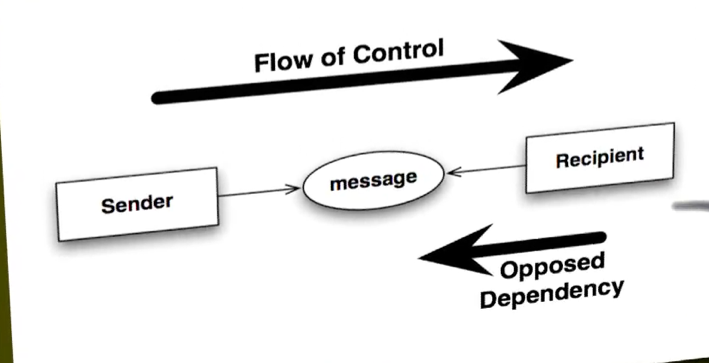 Flow of Control
Sender
message
Recipient
Opposed
Dependency